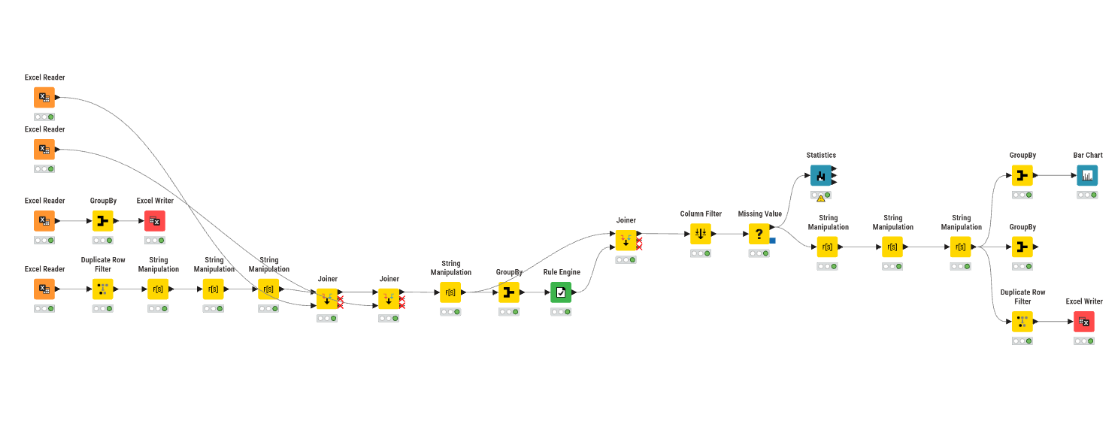 Excel Reader
Excel Reader
Statistics
GroupBy
Bar Chart
Excel Reader
GroupBy
Excel Writer
Joiner
Column Filter
Missing Value
String
Manipulation
String
Manipulation
String
Manipulation
GroupBy
Excel Reader
Duplicate Row
Filter
String
Manipulation
String
Manipulation
String
Manipulation
Joiner
Joiner
String
Manipulation
GroupBy
Rule Engine
Duplicate Row
Filter
Excel Writer